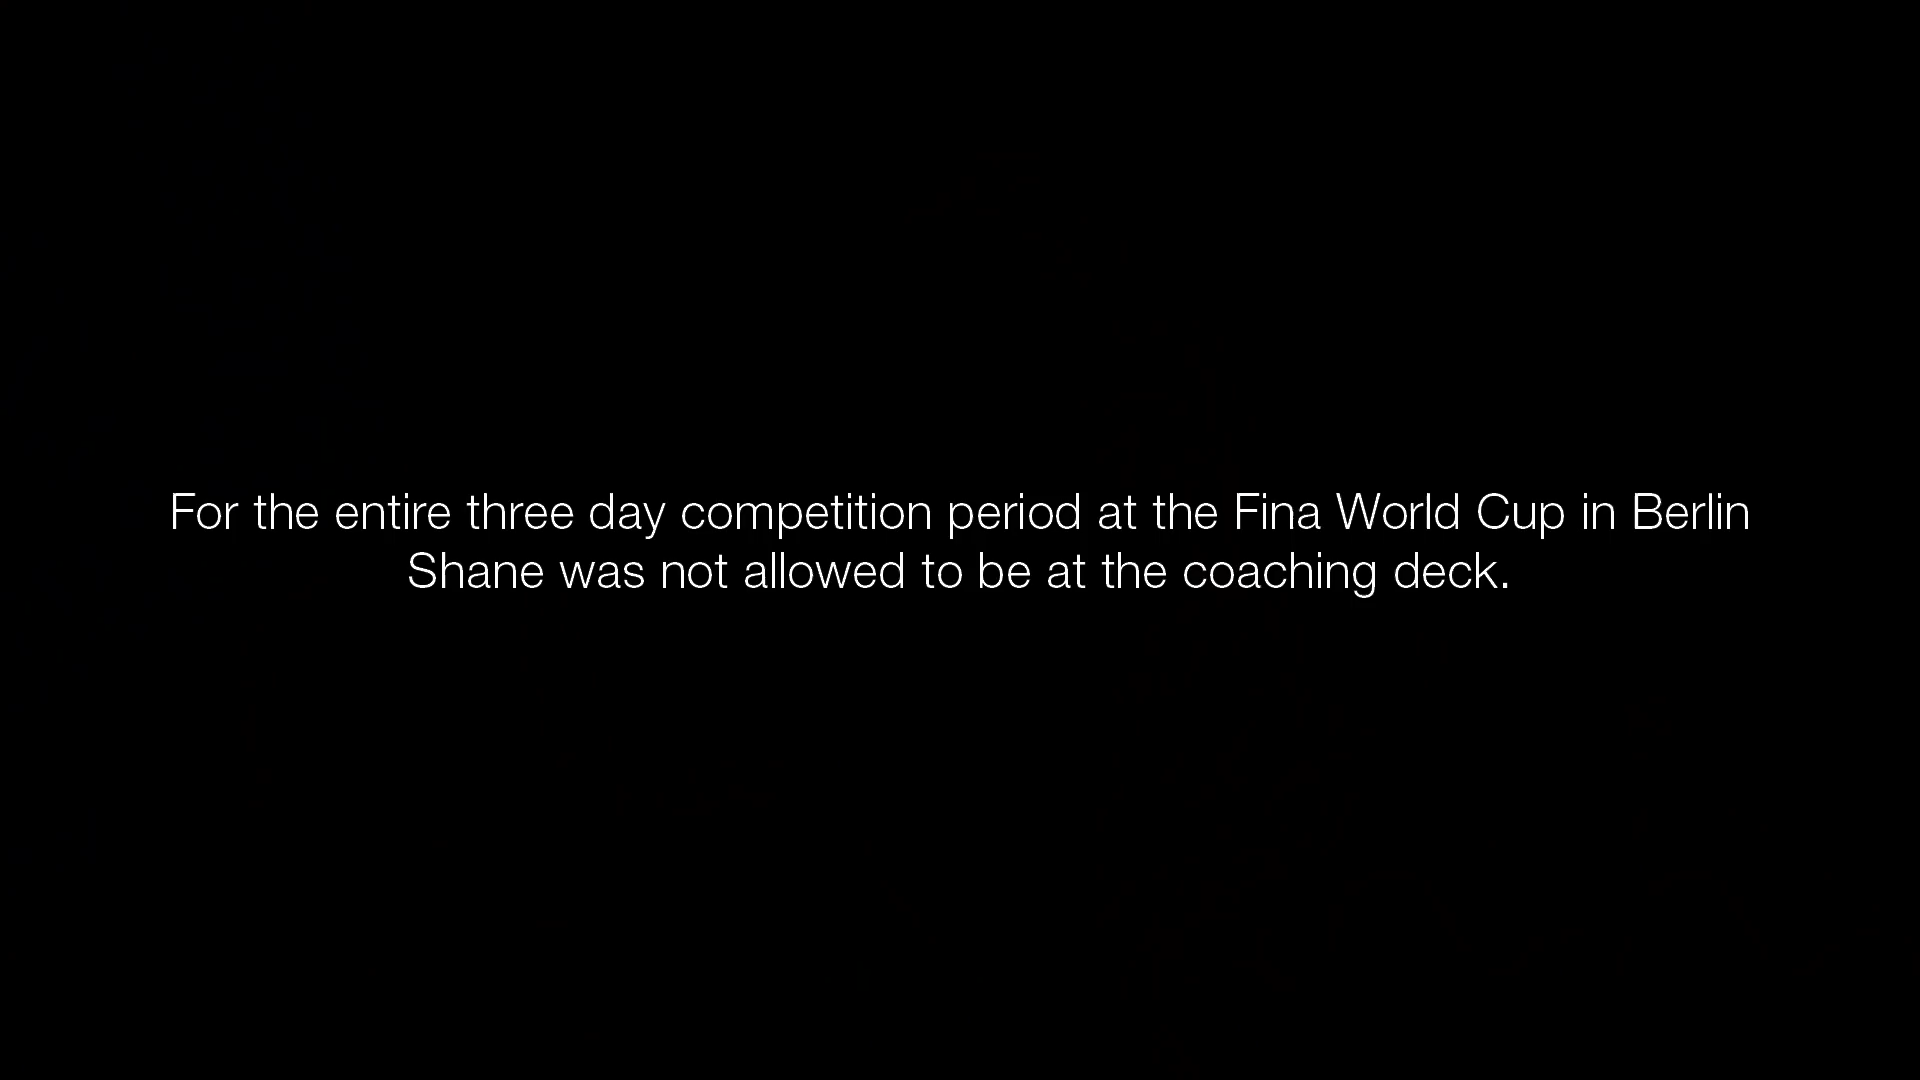 For the entire three day competition period at the Fina World Cup in Berlin
Shane was not allowed to be at the coaching deck.